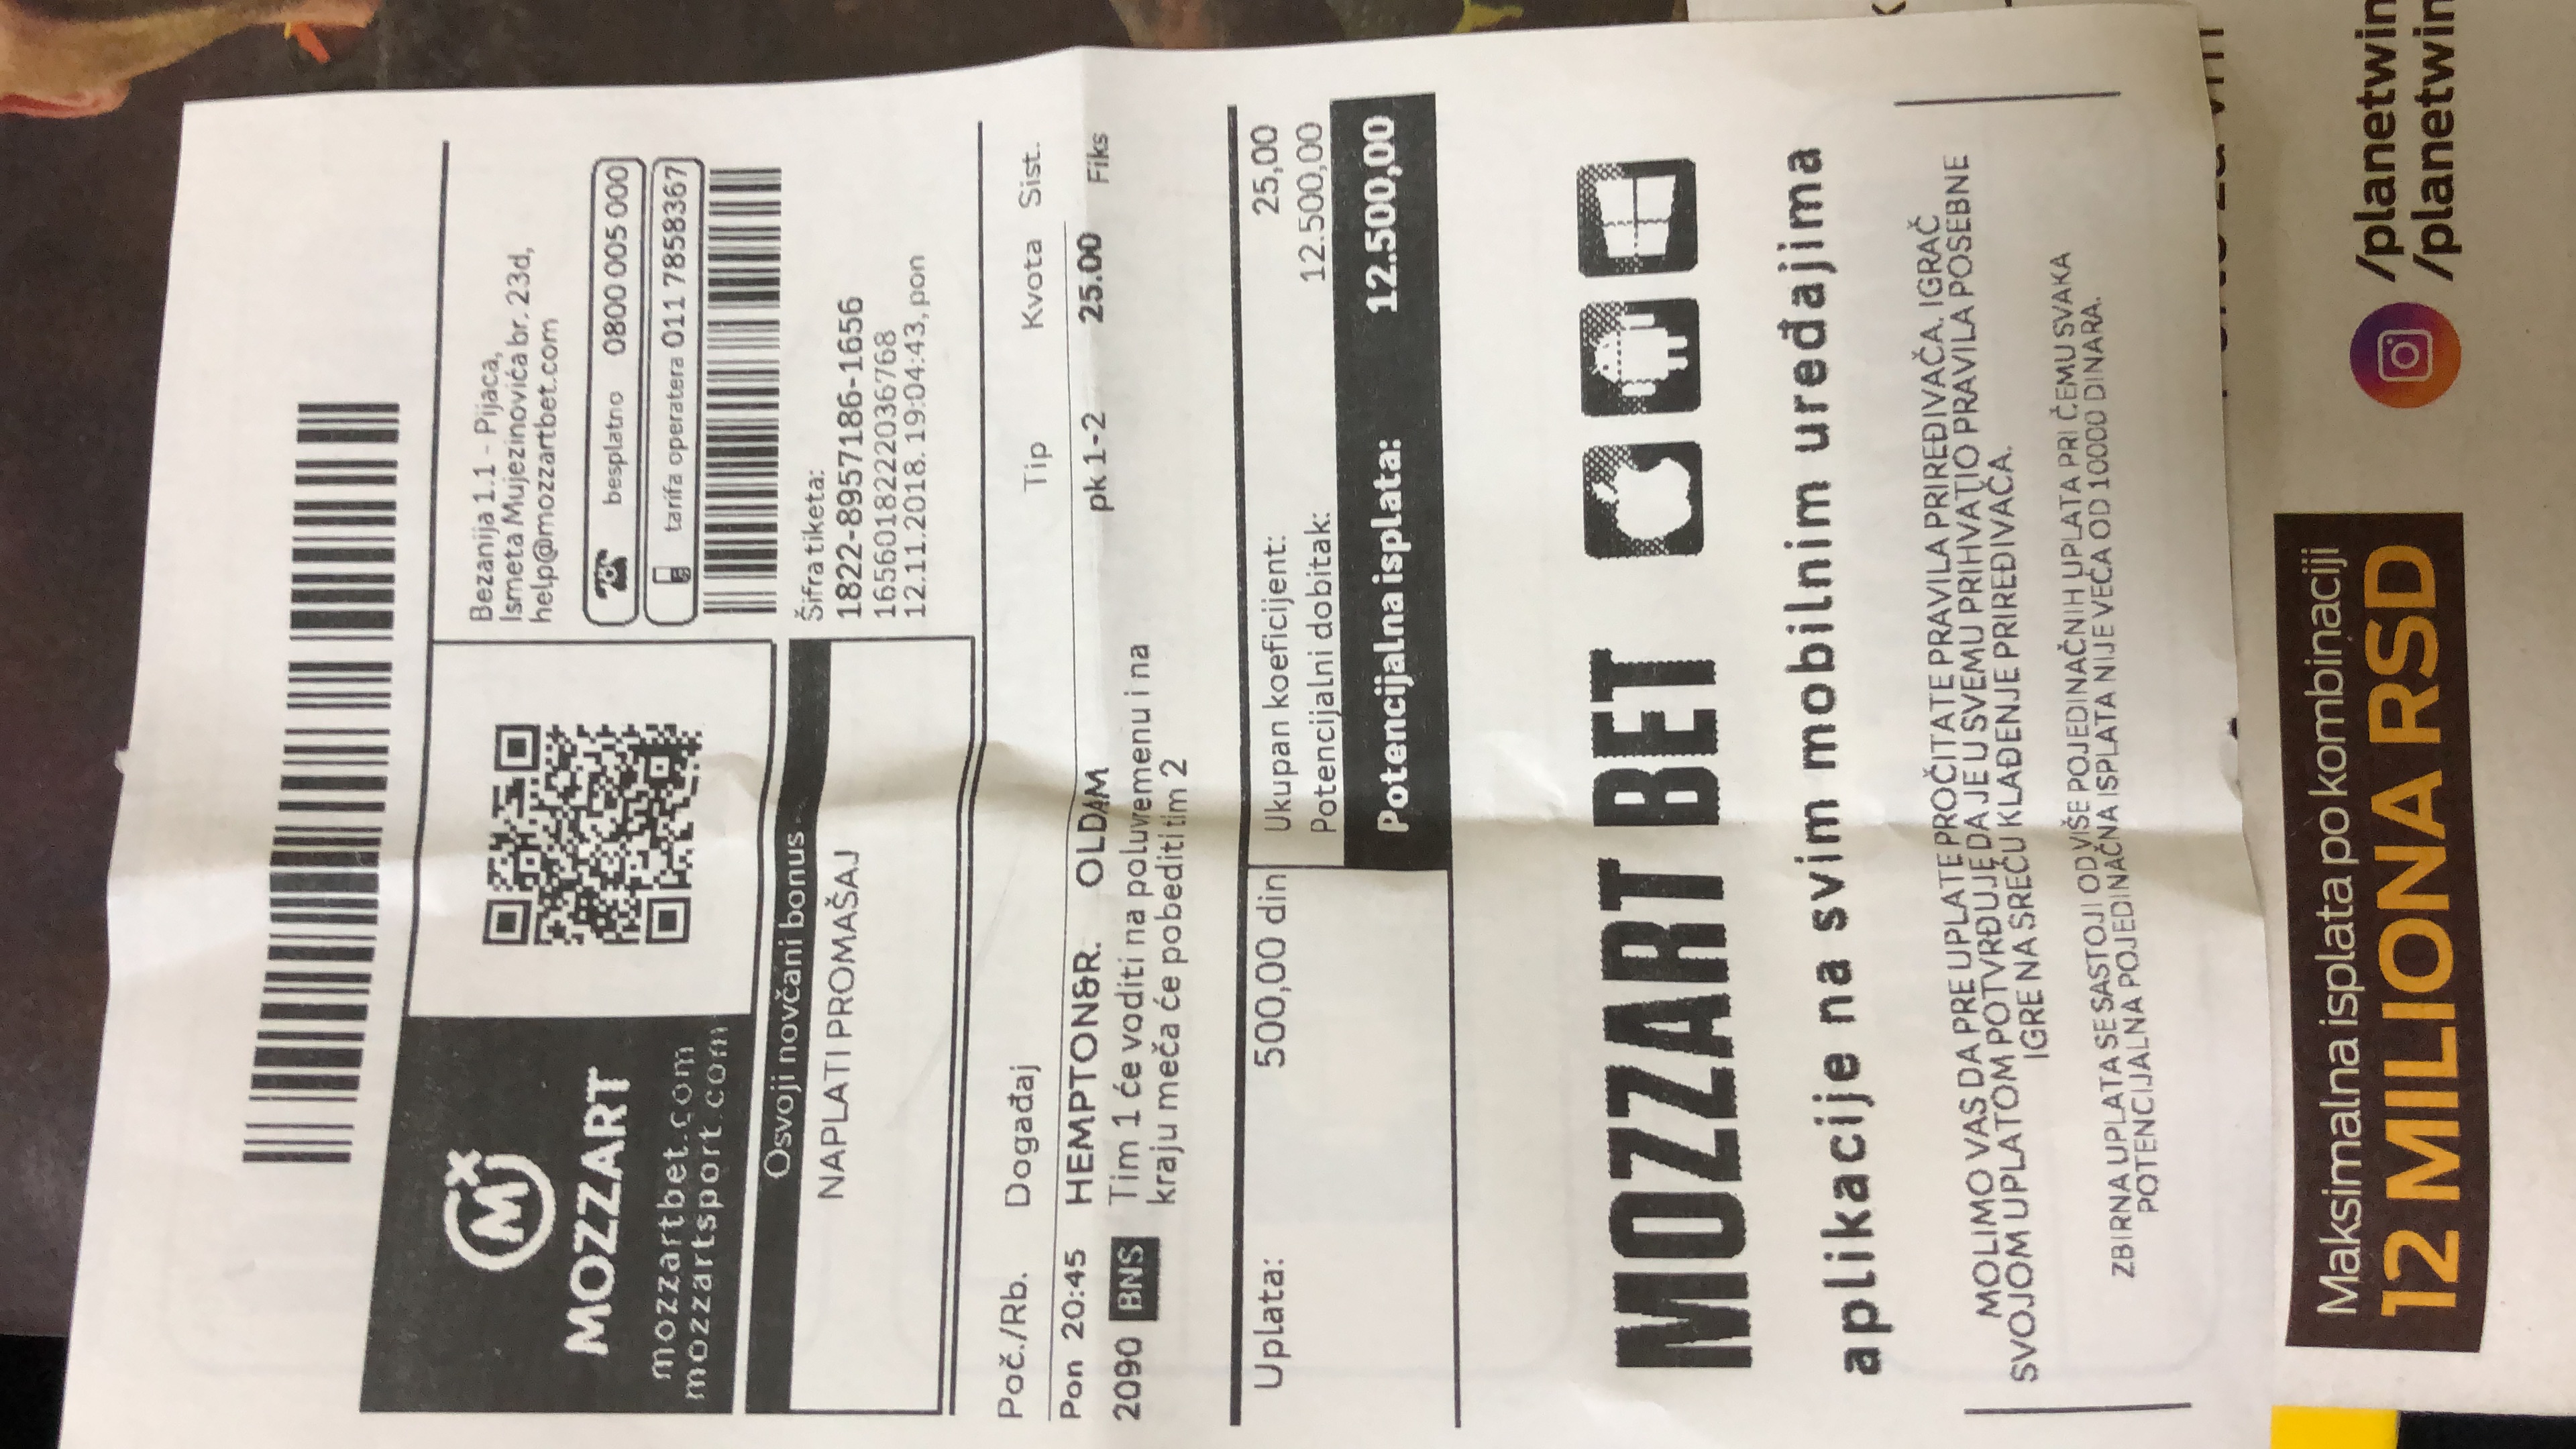 MOZZART
mozzartbet.com
mozzartsport.com
Bezanija 1.1 - Pijaca,
Ismeta Mujezinovića br. 23d,
help@mozzartbet.com
besplatno 0800 005 000
tarifa operatera 011 7858367
Osvoji novčani bonus
NAPLATI PROMAŠAJ
Šifra tiketa:
1822-8957186-1656
1656018222036768
12.11.2018. 19:04:43,pon
Poč./Rb. Događaj Tip Kvota Sist.
Pon 20:45 HEMPTON&R. OLDAM pk 1-2 25.00 Fiks
2090 BNS Tim 1 će voditi na poluvremenu i na
kraju meča će pobediti tim 2
Uplata: 500,00 din
Ukupan koeficijent: 25,00
Potencijalni dobitak: 12.500,00
Potencijalna isplata: 12.500,00
MOZZART BET
aplikacije na svim mobilnim uređajima
MOLIMO VAS DA PRE UPLATE PROČITATE PRAVILA PRIREĐIVAČA. IGRAČ
SVOJOM UPLATOM POTVRĐUJE DA JE U SVEMU PRIHVATIO PRAVILA POSEBNE
IGRE NA SREĆU KLAĐENJE PRIREĐIVAČA.
ZBIRNA UPLATA SE SASTOJI OD VIŠE POJEDINAČNIH UPLATA PRI ČEMU SVAKA
POTENCIJALNA POJEDINAČNA ISPLATA NIJE VEĆA OD 10000 DINARA.
Maksimalna isplata po kombinaciji
12 MILIONA RSD
/planetwin
/planetwin